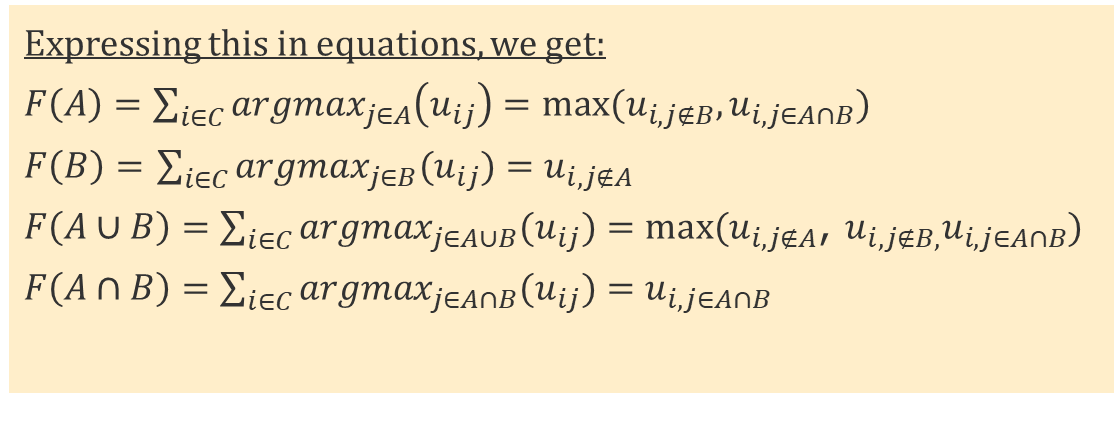 Expressing this in equations, we get:
F(A) = ∑_{i∈C} argmax_{j∈A}(u_{ij}) = max(u_{i,j∉B}, u_{i,j∈A∩B})
F(B) = ∑_{i∈C} argmax_{j∈B}(u_{ij}) = u_{i,j∉A}
F(A ∪ B) = ∑_{i∈C} argmax_{j∈A∪B}(u_{ij}) = max(u_{i,j∉A}, u_{i,j∉B,}u_{i,j∈A∩B})
F(A ∩ B) = ∑_{i∈C} argmax_{j∈A∩B}(u_{ij}) = u_{i,j∈A∩B}